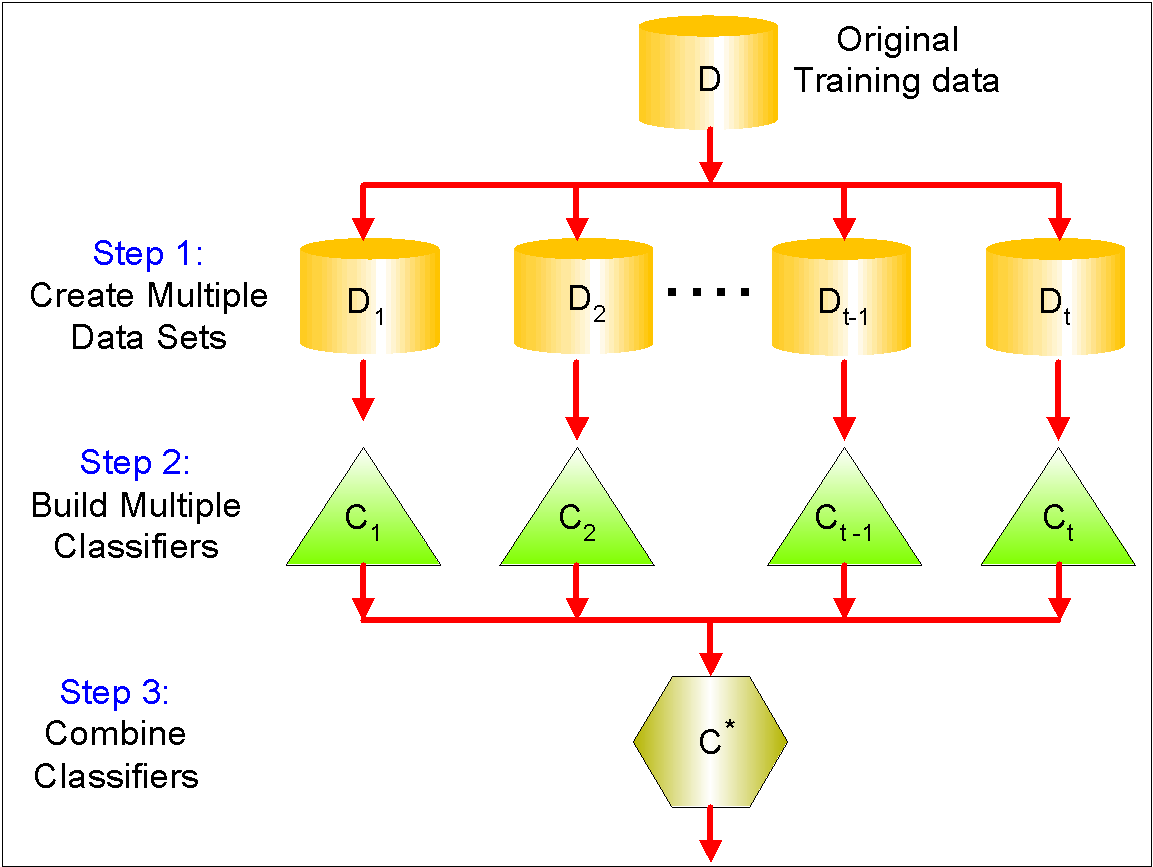 D
Original
Training data
Step 1:
Create Multiple
Data Sets
D1
D2
....
Dt-1
Dt
Step 2:
Build Multiple
Classifiers
C1
C2
Ct -1
Ct
Step 3:
Combine
Classifiers
C*